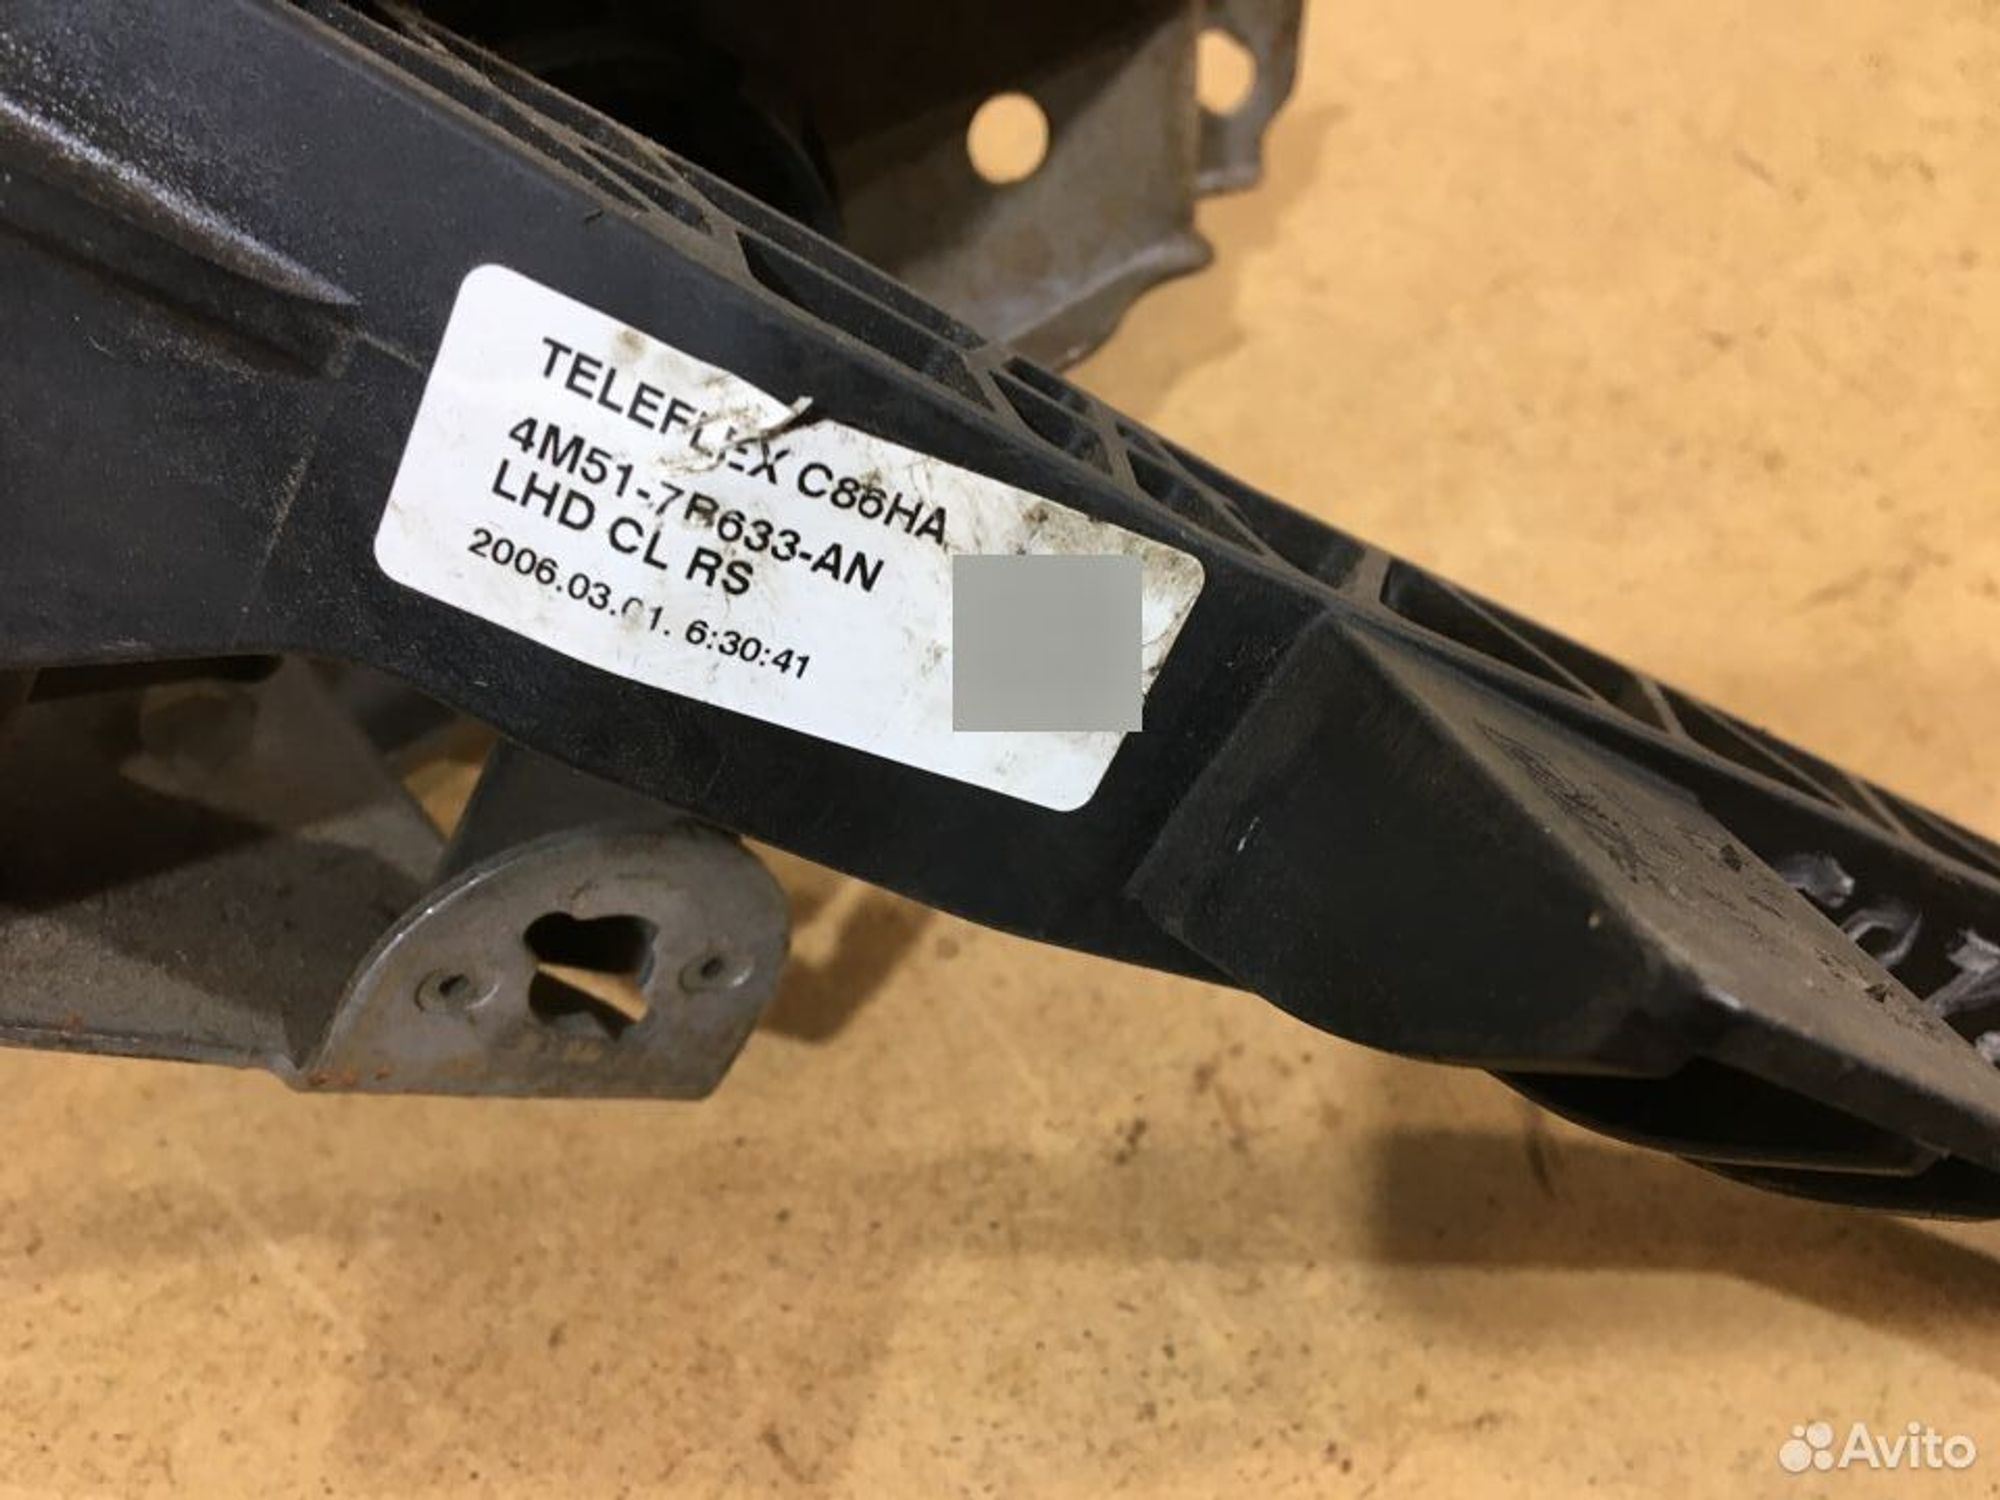 TELEFLEX C86HA
4M51-7B633-AN
LHD CL RS
2006.03.01. 6:30:41
Avito